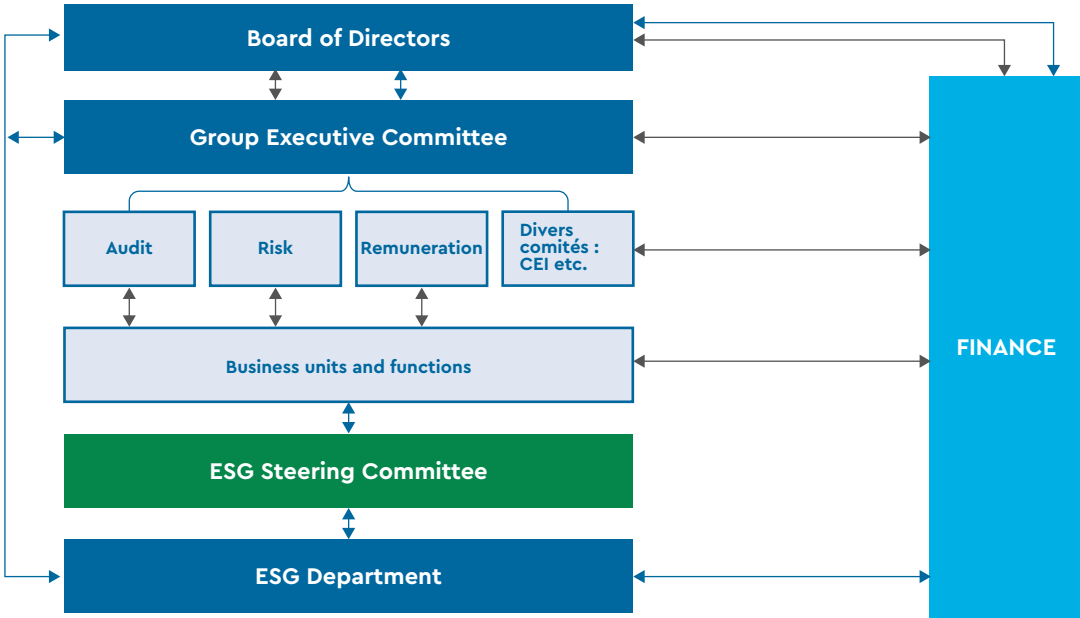 Board of Directors
Group Executive Committee
Audit
Risk
Remuneration
Divers
comités :
CEI etc.
Business units and functions
FINANCE
ESG Steering Committee
ESG Department